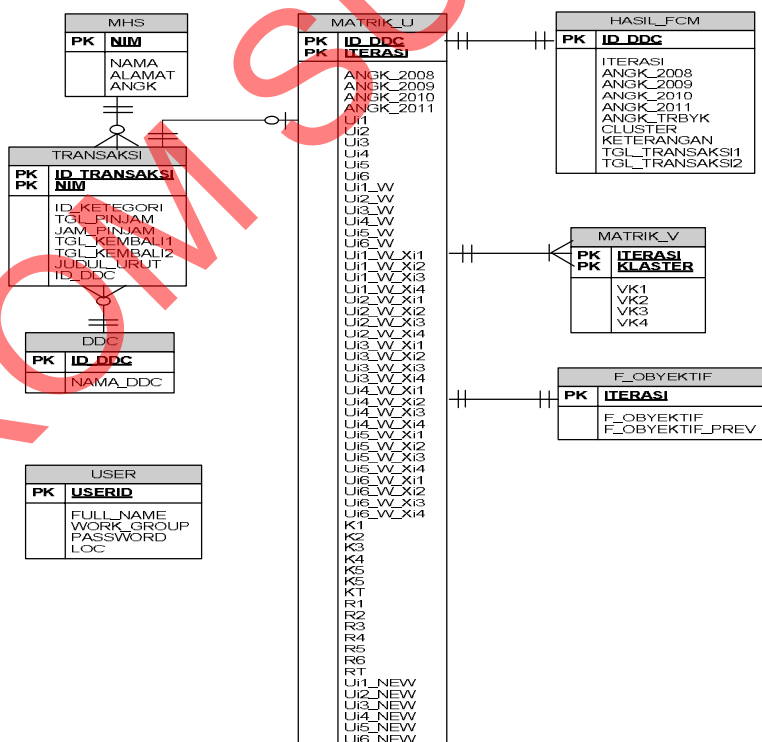 MHS
PK NIM
NAMA
ALAMAT
ANGK
TRANSAKSI
PK ID_TRANSAKSI
PK NIM
ID_KETEGORI
TGL_PINJAM
JAM_PINJAM
TGL_KEMBALI1
TGL_KEMBALI2
JUDUL_URUT
ID_DDC
DDC
PK ID_DDC
NAMA_DDC
USER
PK USERID
FULL_NAME
WORK_GROUP
PASSWORD
LOC
MATRIK_U
PK ID_DDC
PK ITERASI
ANGK_2008
ANGK_2009
ANGK_2010
ANGK_2011
Ui1
Ui2
Ui3
Ui4
Ui5
Ui6
Ui1_W
Ui2_W
Ui3_W
Ui4_W
Ui5_W
Ui6_W
Ui1_W_Xi1
Ui1_W_Xi2
Ui1_W_Xi3
Ui1_W_Xi4
Ui2_W_Xi1
Ui2_W_Xi2
Ui2_W_Xi3
Ui2_W_Xi4
Ui3_W_Xi1
Ui3_W_Xi2
Ui3_W_Xi3
Ui3_W_Xi4
Ui4_W_Xi1
Ui4_W_Xi2
Ui4_W_Xi3
Ui4_W_Xi4
Ui5_W_Xi1
Ui5_W_Xi2
Ui5_W_Xi3
Ui5_W_Xi4
Ui6_W_Xi1
Ui6_W_Xi2
Ui6_W_Xi3
Ui6_W_Xi4
K1
K2
K3
K4
K5
K5
KT
R1
R2
R3
R4
R5
R6
RT
Ui1_NEW
Ui2_NEW
Ui3_NEW
Ui4_NEW
Ui5_NEW
Ui6_NEW
HASIL_FCM
PK ID_DDC
ITERASI
ANGK_2008
ANGK_2009
ANGK_2010
ANGK_2011
ANGK_TRBYK
CLUSTER
KETERANGAN
TGL_TRANSAKSI1
TGL_TRANSAKSI2
MATRIK_V
PK ITERASI
PK KLASTER
VK1
VK2
VK3
VK4
F_OBYEKTIF
PK ITERASI
F_OBYEKTIF
F_OBYEKTIF_PREV
OM SU